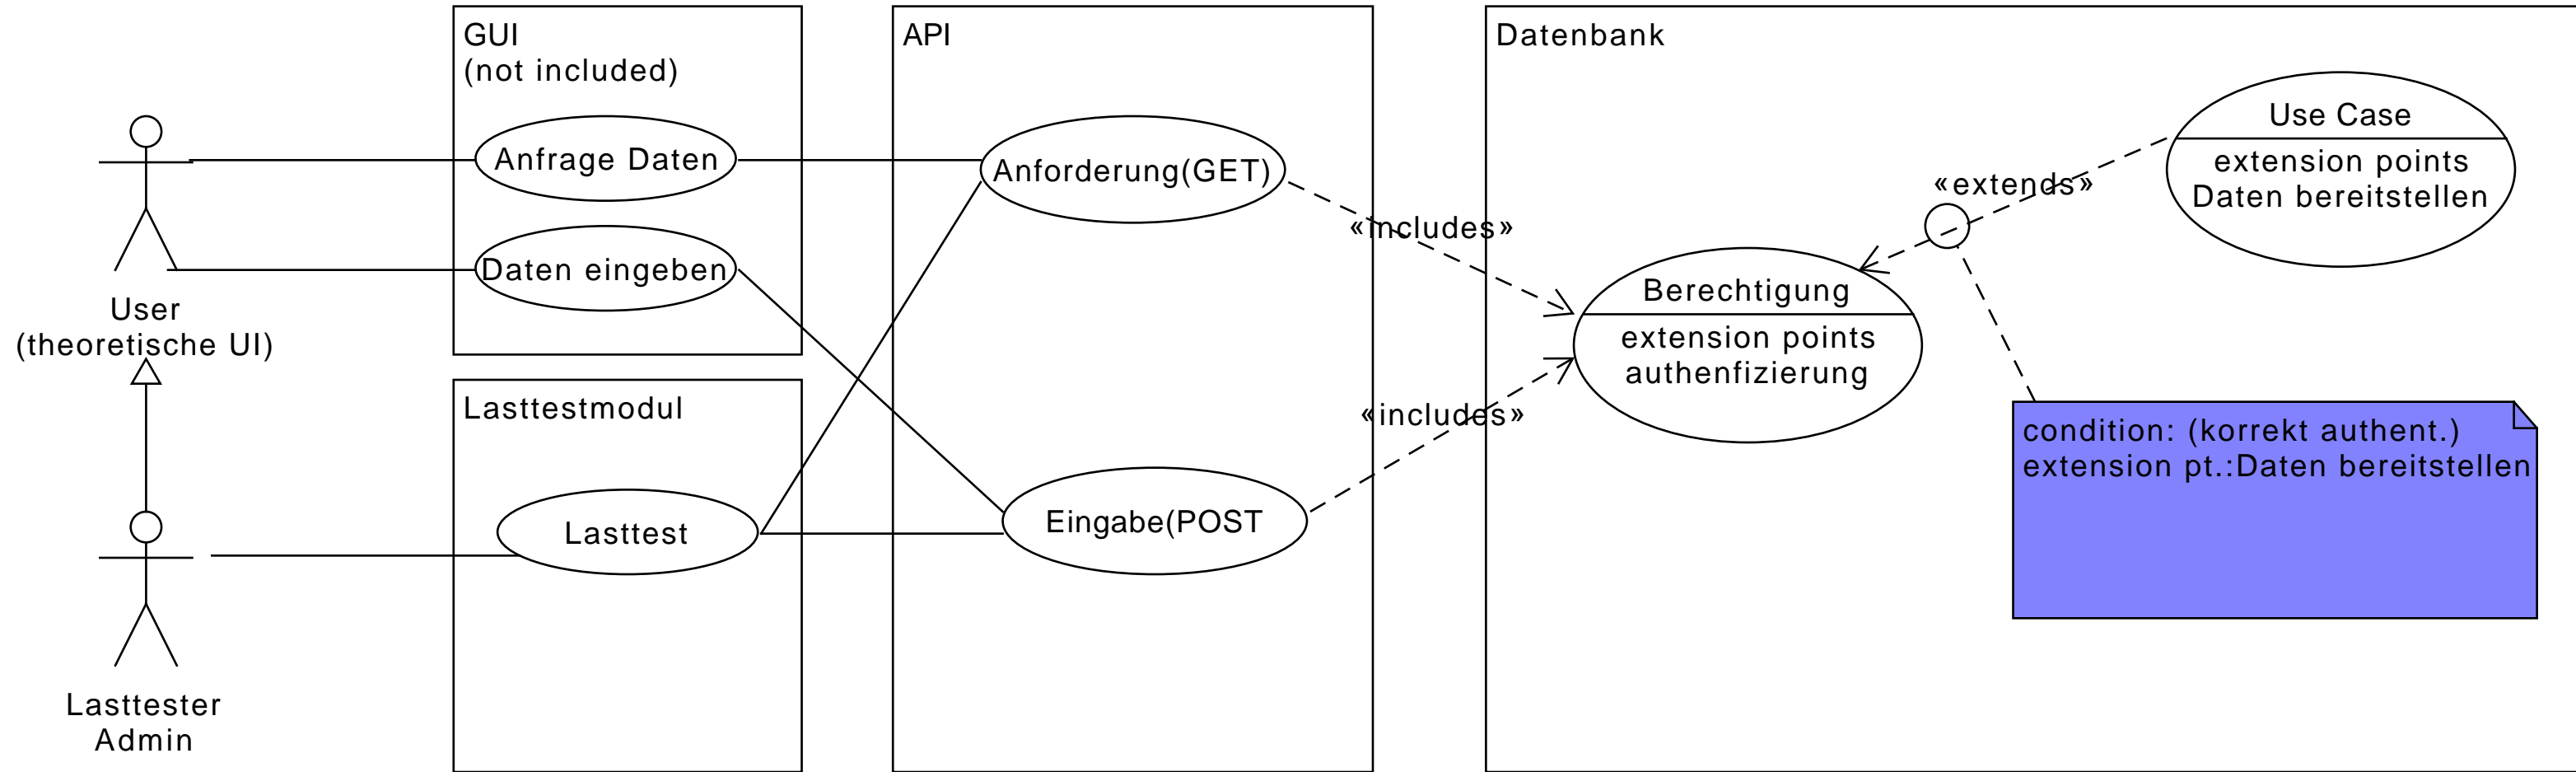 GUI
(not included)
API
Datenbank
Use Case
extension points
Daten bereitstellen
Anfrage Daten
Anforderung(GET)
«extends»
«includes»
Daten eingeben
Berechtigung
extension points
authenfizierung
User
(theoretische UI)
Lasttestmodul
«includes»
condition: (korrekt authent.)
extension pt.:Daten bereitstellen
Lasttest
Eingabe(POST
Lasttester
Admin